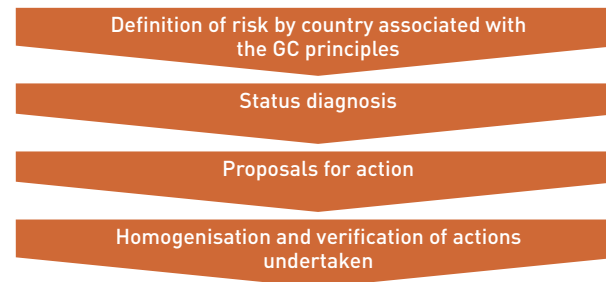 Definition of risk by country associated with
the GC principles
Status diagnosis
Proposals for action
Homogenisation and verification of actions
undertaken